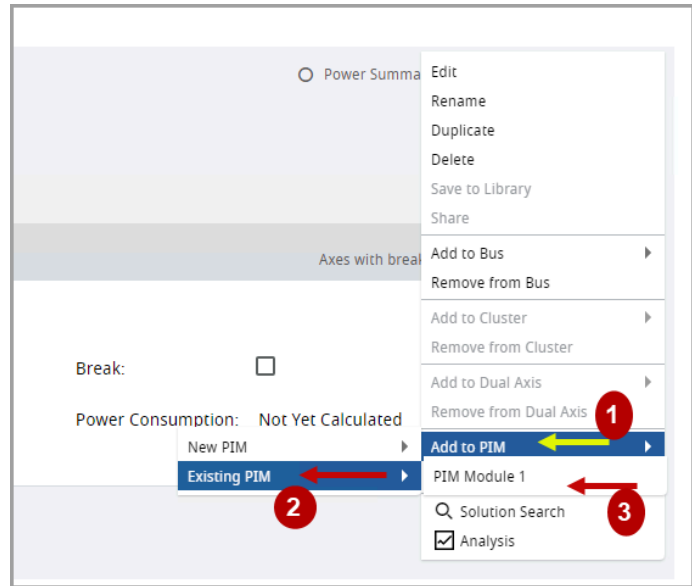 Power Summa
Edit
Rename
Duplicate
Delete
Save to Library
Share
Axes with break
Add to Bus
Remove from Bus
Add to Cluster
Remove from Cluster
Break:
Add to Dual Axis
Remove from Dual Axis
1
Power Consumption: Not Yet Calculated
New PIM
Add to PIM
Existing PIM
PIM Module 1
2
3
Solution Search
Analysis